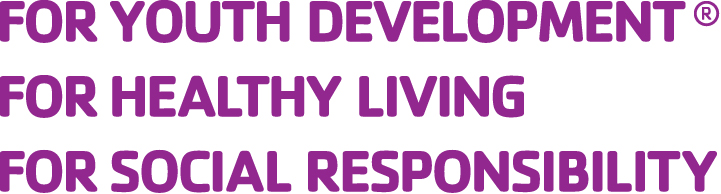 FOR YOUTH DEVELOPMENT®
FOR HEALTHY LIVING
FOR SOCIAL RESPONSIBILITY